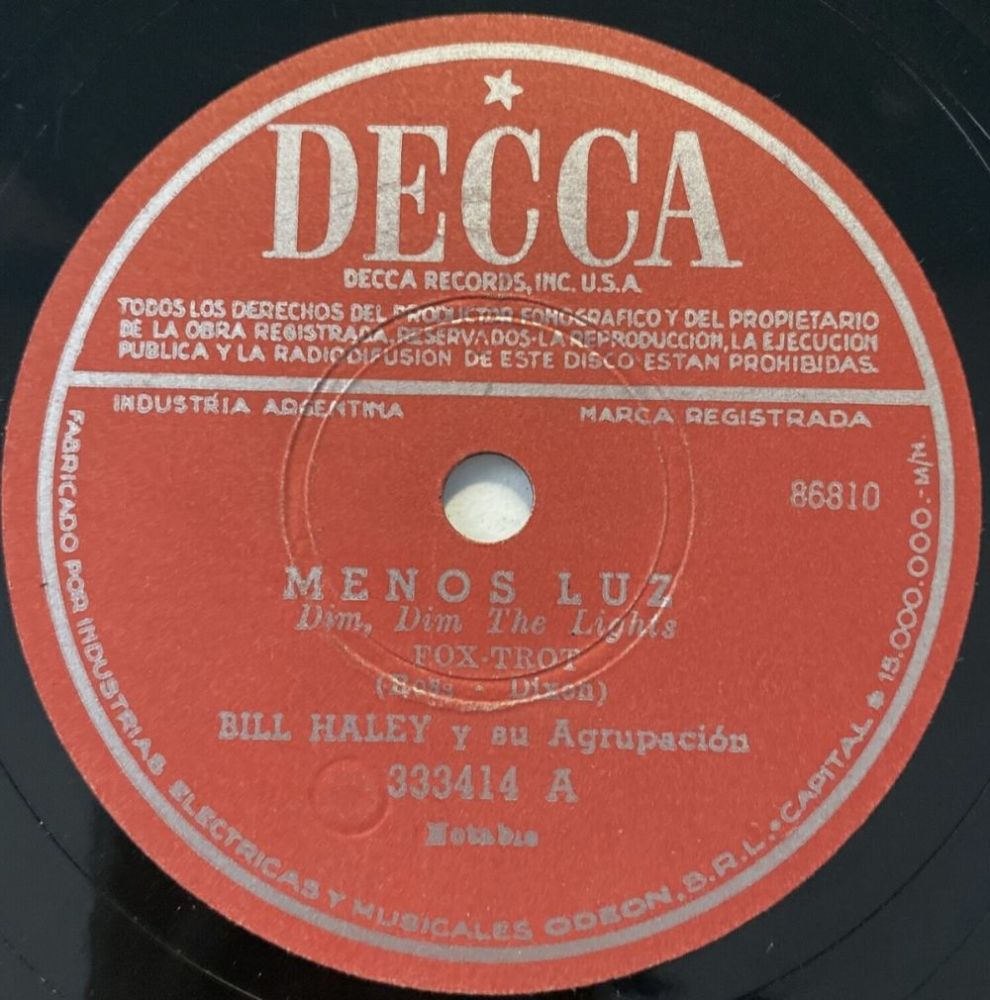 DECCA
DECCA RECORDS, INC. U.S.A.
TODOS LOS DERECHOS DEL PRODUCTOR FONOGRAFICO Y DEL PROPIETARIO
DE LA OBRA REGISTRADA, RESERVADOS-LA REPRODUCCIÓN, LA EJECUCION
PUBLICA Y LA RADIODIFUSION DE ESTE DISCO ESTAN PROHIBIDAS.
INDUSTRIA ARGENTINA MARCA REGISTRADA
86810
MENOS LUZ
Dim, Dim The Lights
FOX-TROT
(Ross - Dixon)
BILL HALEY y su Agrupación
333414 A
Notable
FABRICADO POR INDUSTRIAS ELECTRICAS Y MUSICALES ODEON, S.R.L. • CAPITAL $ 15.000.000.- M/N.